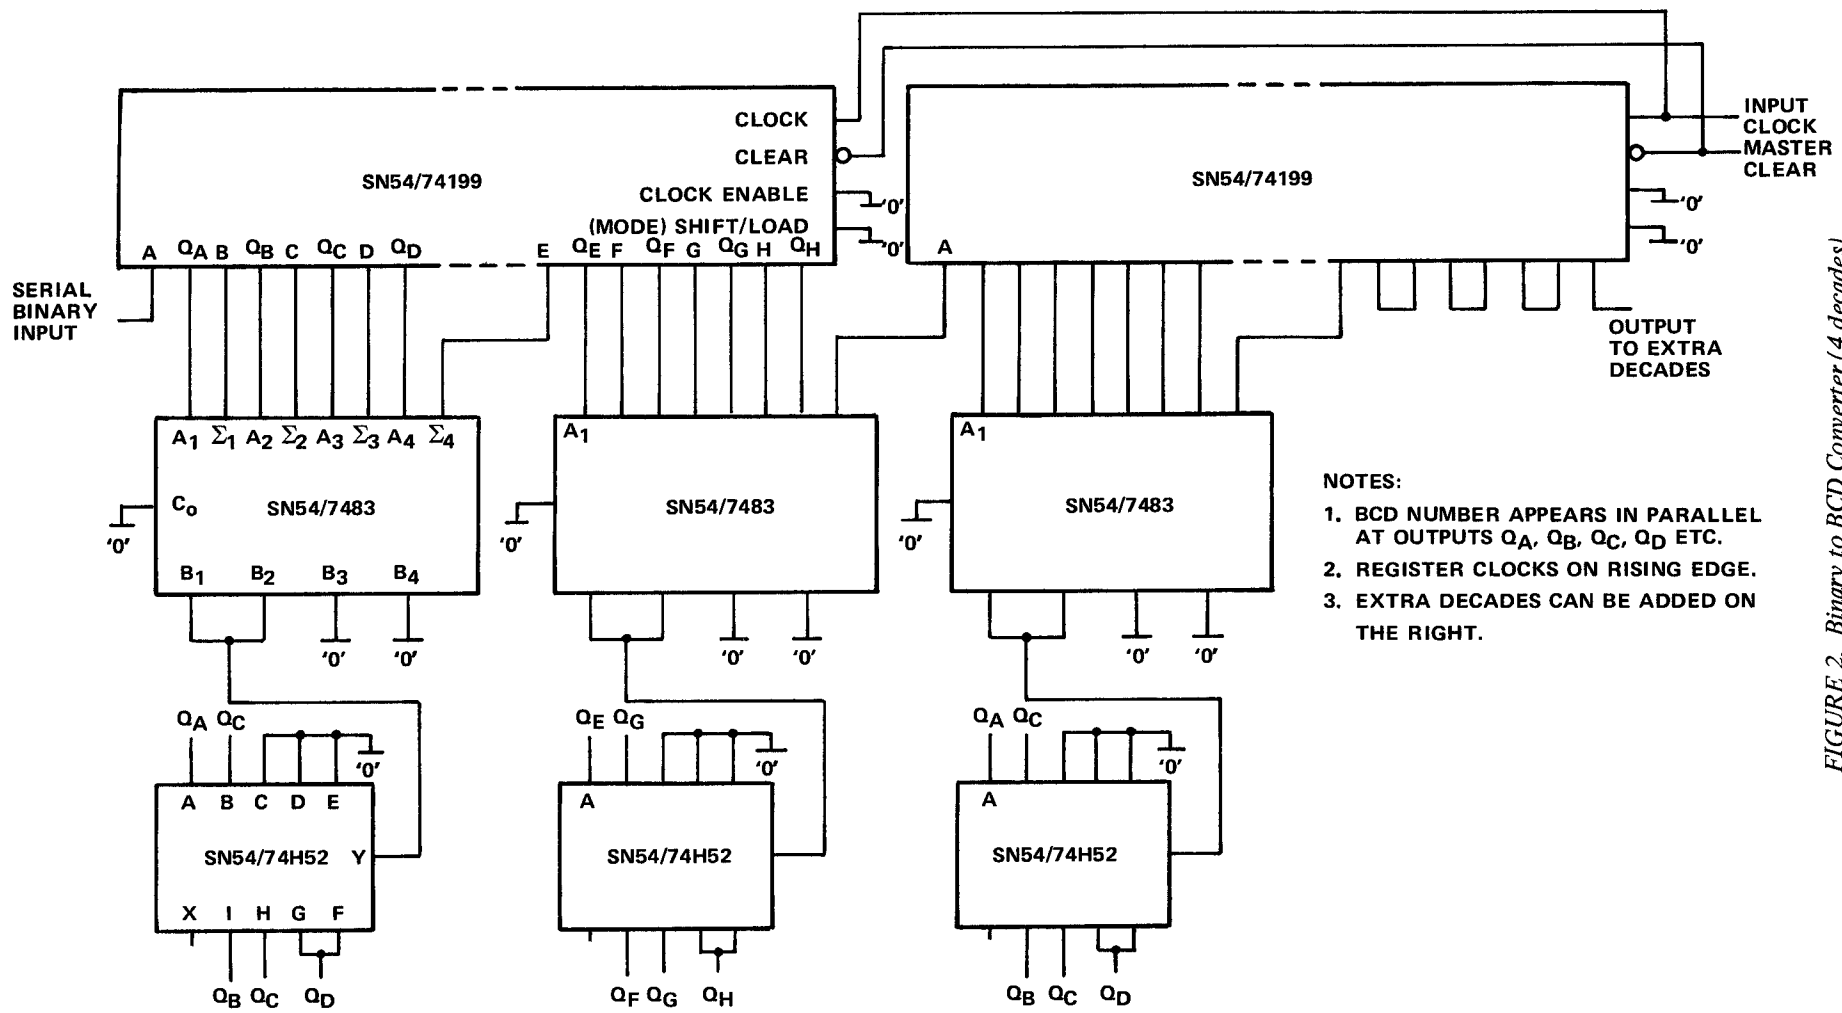 CLOCK
CLEAR
CLOCK ENABLE
'0'
(MODE) SHIFT/LOAD
'0'
SN54/74199
A QA B QB C QC D QD E QE F QF G QG H QH
SERIAL
BINARY
INPUT
SN54/74199
A
'0'
'0'
INPUT
CLOCK
MASTER
CLEAR
OUTPUT
TO EXTRA
DECADES
A1 Σ1 A2 Σ2 A3 Σ3 A4 Σ4
Co
SN54/7483
'0'
B1 B2 B3 B4
'0' '0'
A1
SN54/7483
'0'
'0' '0'
A1
SN54/7483
'0'
'0' '0'
NOTES:
1. BCD NUMBER APPEARS IN PARALLEL
AT OUTPUTS QA, QB, QC, QD ETC.
2. REGISTER CLOCKS ON RISING EDGE.
3. EXTRA DECADES CAN BE ADDED ON
THE RIGHT.
QA QC
'0'
A B C D E
SN54/74H52 Y
X I H G F
QB QC QD
QE QG
'0'
A
SN54/74H52
QF QG QH
QA QC
'0'
A
SN54/74H52
QB QC QD
FIGURE 2. Binary to BCD Converter (4 decades)